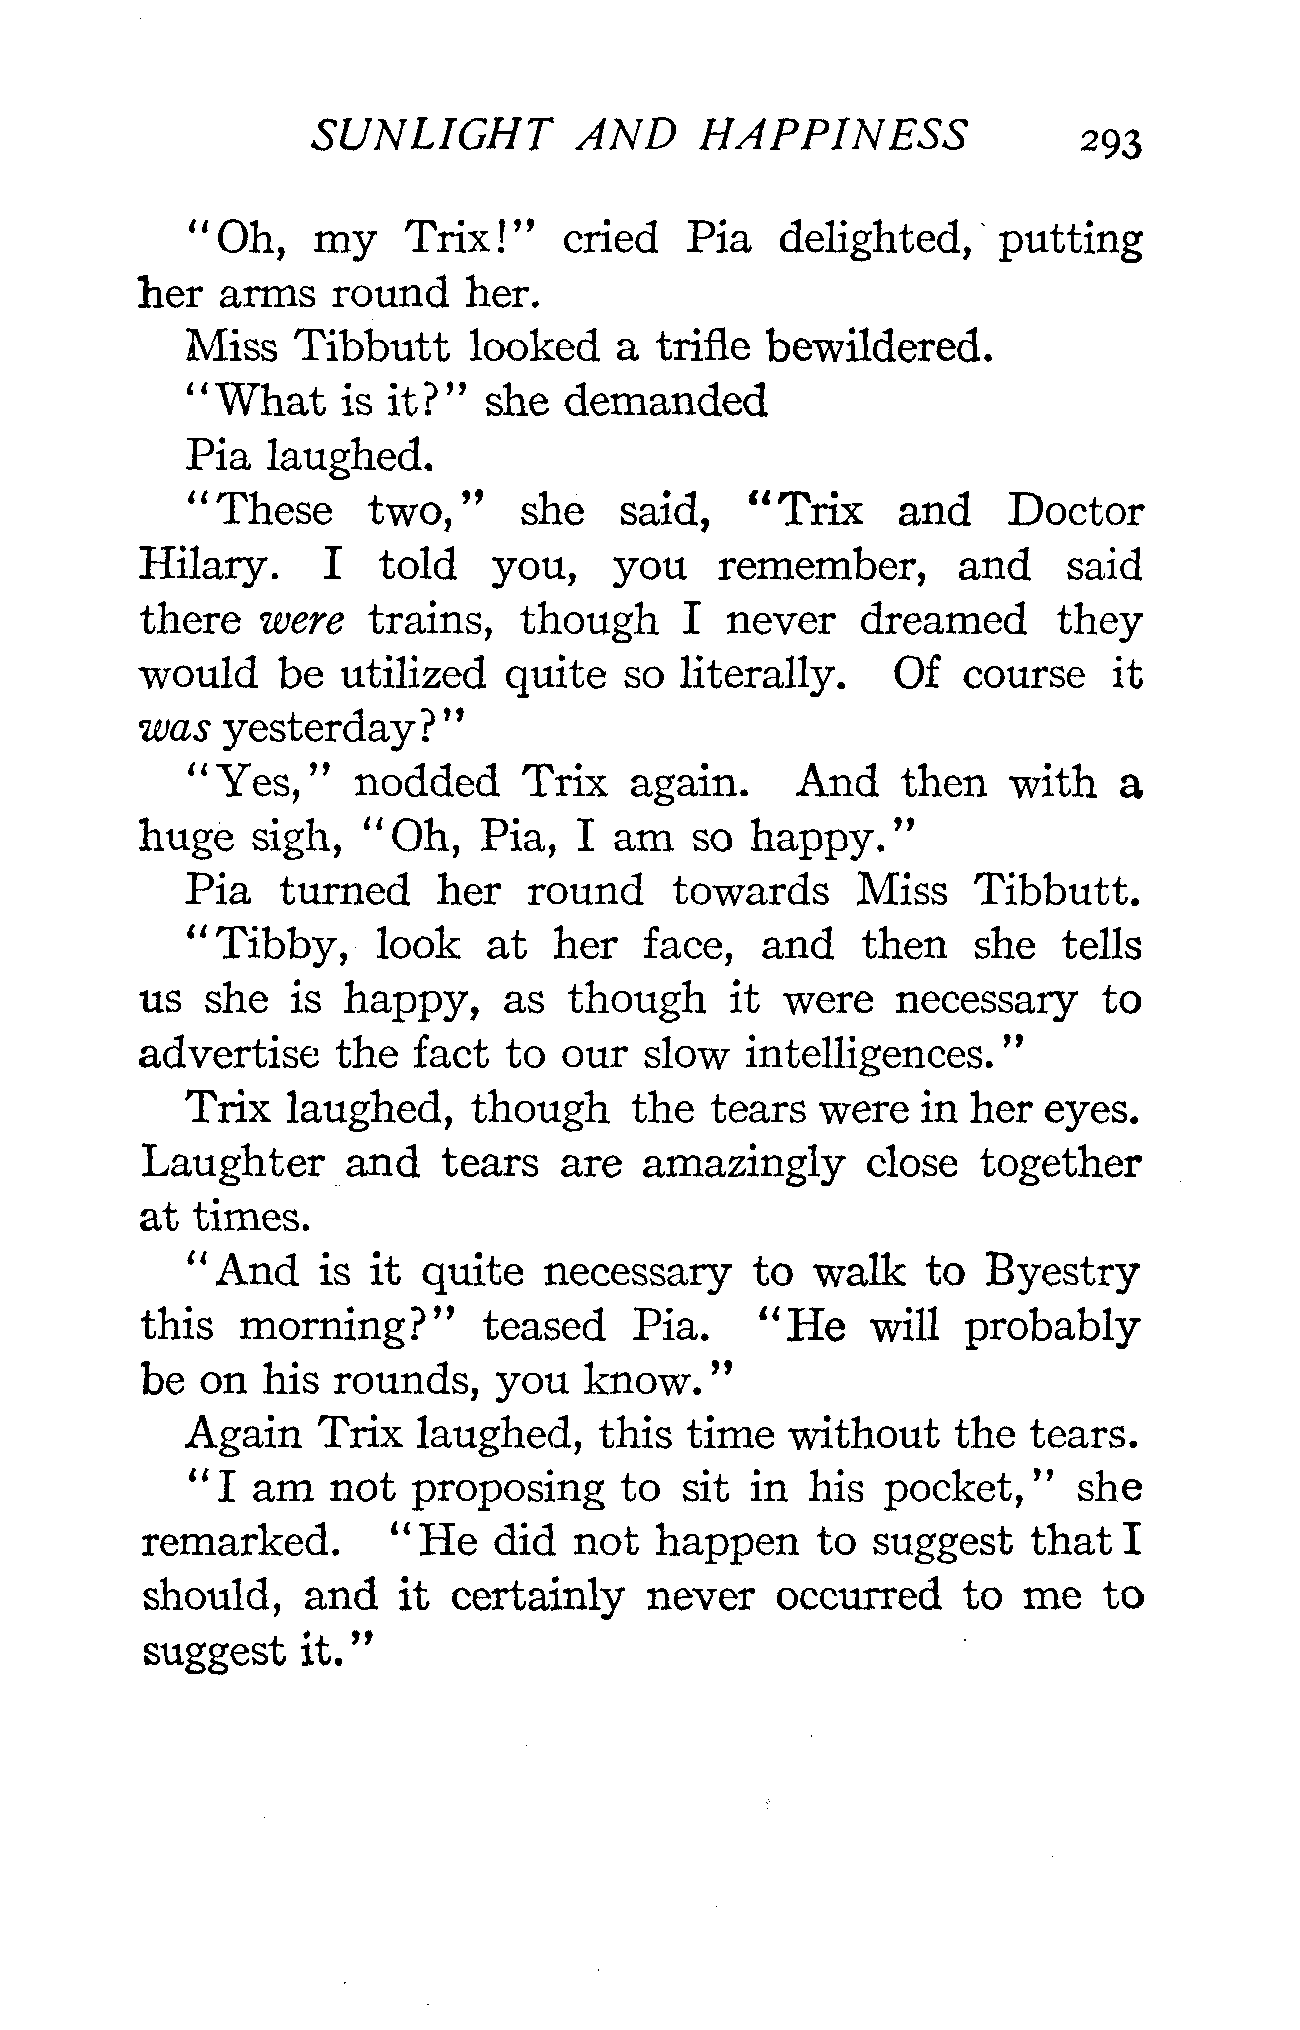 SUNLIGHT AND HAPPINESS 293
"Oh, my Trix!" cried Pia delighted, putting
her arms round her.
Miss Tibbutt looked a trifle bewildered.
"What is it?" she demanded
Pia laughed.
"These two," she said, "Trix and Doctor
Hilary. I told you, you remember, and said
there were trains, though I never dreamed they
would be utilized quite so literally. Of course it
was yesterday?"
"Yes," nodded Trix again. And then with a
huge sigh, "Oh, Pia, I am so happy."
Pia turned her round towards Miss Tibbutt.
"Tibby, look at her face, and then she tells
us she is happy, as though it were necessary to
advertise the fact to our slow intelligences."
Trix laughed, though the tears were in her eyes.
Laughter and tears are amazingly close together
at times.
"And is it quite necessary to walk to Byestry
this morning?" teased Pia. "He will probably
be on his rounds, you know."
Again Trix laughed, this time without the tears.
"I am not proposing to sit in his pocket," she
remarked. "He did not happen to suggest that I
should, and it certainly never occurred to me to
suggest it."